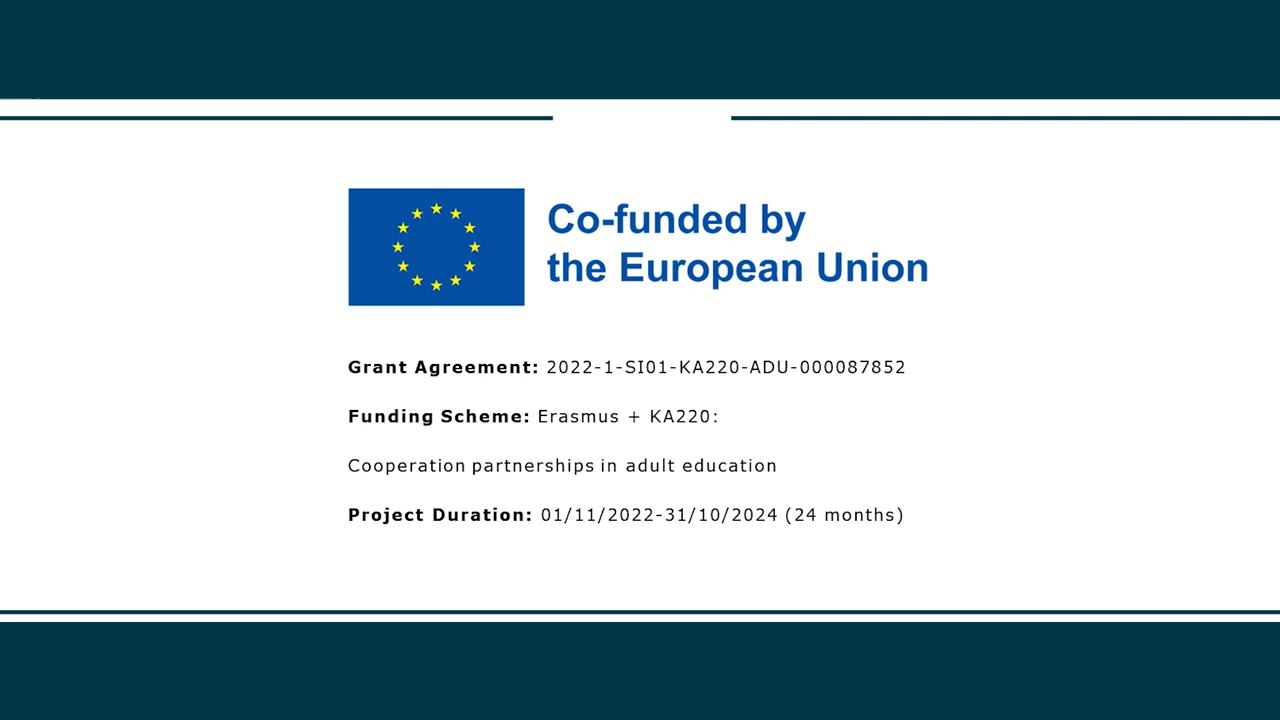 Co-funded by
the European Union
Grant Agreement: 2022-1-SI01-KA220-ADU-000087852
Funding Scheme: Erasmus + KA220:
Cooperation partnerships in adult education
Project Duration: 01/11/2022-31/10/2024 (24 months)